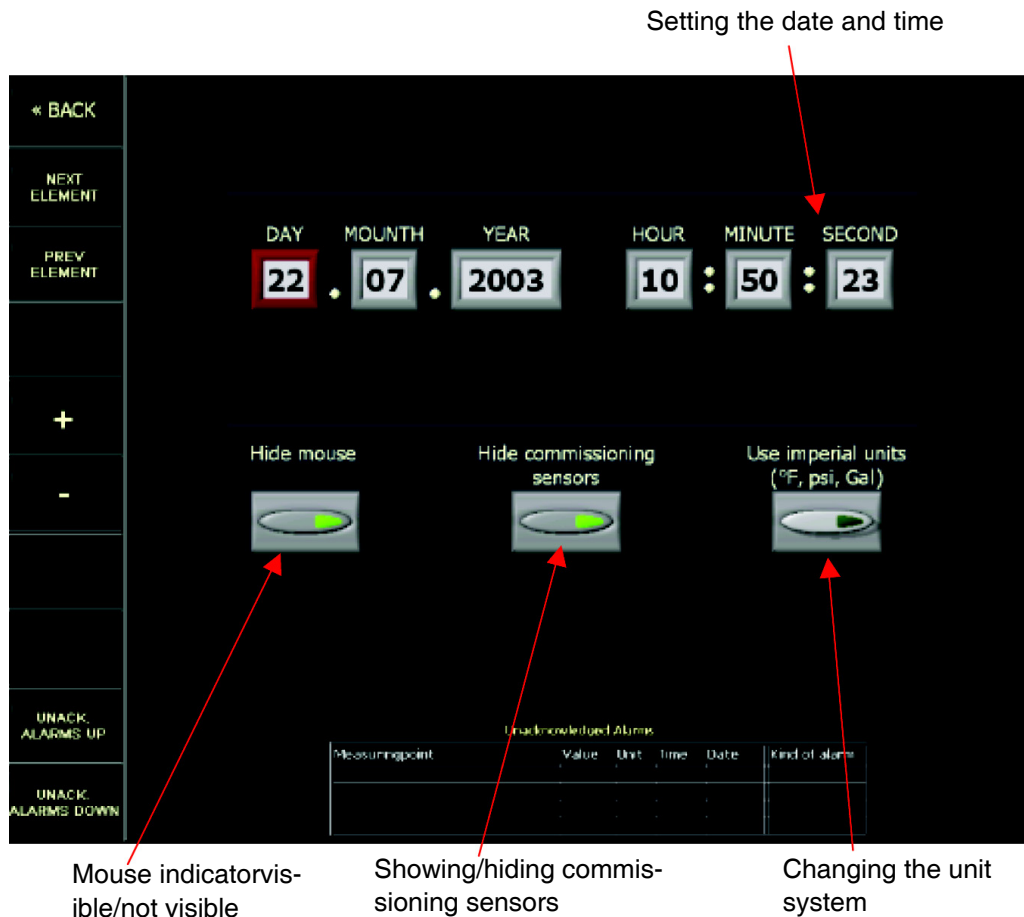 Setting the date and time
« BACK
NEXT
ELEMENT
PREV
ELEMENT
+
-
UNACK.
ALARMS UP
UNACK.
ALARMS DOWN
DAY MOUNTH YEAR HOUR MINUTE SECOND
22 . 07 . 2003 10 : 50 : 23
Hide mouse
Hide commissioning
sensors
Use imperial units
(°F, psi, Gal)
Unacknowledged Alarms
Measuringpoint Value Unit Time Date Kind of alarm
Mouse indicatorvis-
ible/not visible
Showing/hiding commis-
sioning sensors
Changing the unit
system